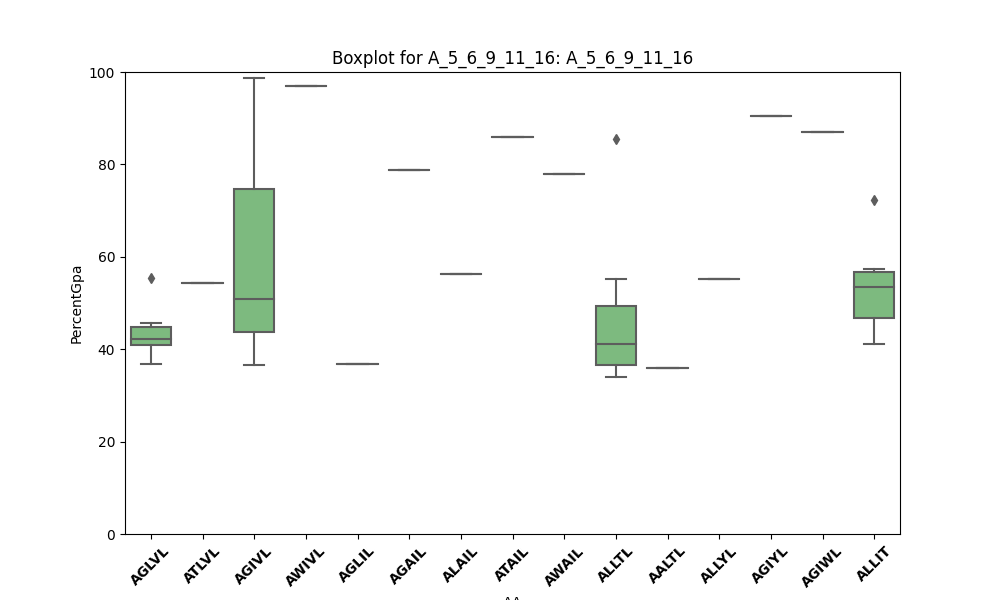 Boxplot for A_5_6_9_11_16: A_5_6_9_11_16
100
80
60
40
20
0
PercentGpa
AGLVL
ATLVL
AGIVL
AWIVL
AGLIL
AGAIL
ALAIL
ATAIL
AWAIL
ALLTL
AALTL
ALLYL
AGIYL
AGIWL
ALLIT